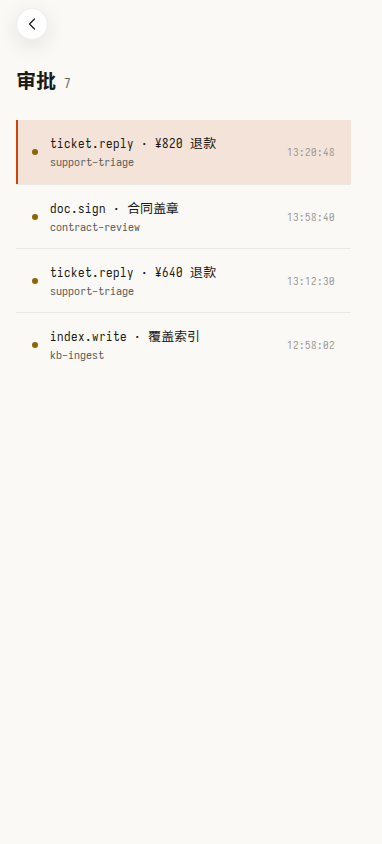 审批 7
ticket.reply · ¥820 退款
support-triage
13:20:48
doc.sign · 合同盖章
contract-review
13:58:40
ticket.reply · ¥640 退款
support-triage
13:12:30
index.write · 覆盖索引
kb-ingest
12:58:02